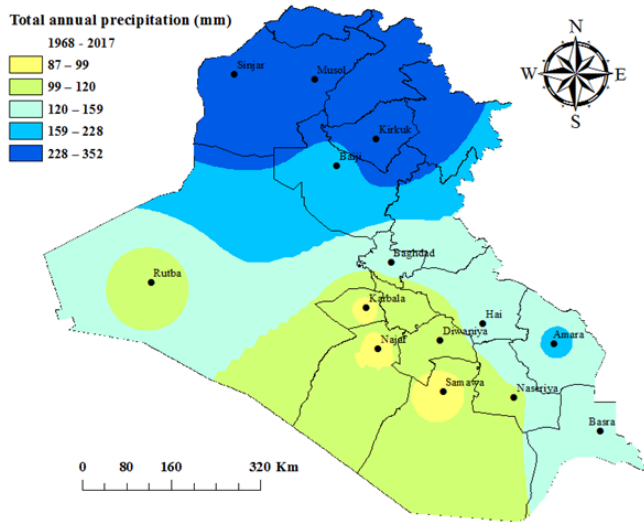 Total annual precipitation (mm)
1968 - 2017
87 – 99
99 – 120
120 – 159
159 – 228
228 – 352
N
W
E
S
Sinjar
Musol
Kirkuk
Baiji
Baghdad
Rutba
Karbala
Hai
Amara
Najaf
Diwaniya
Samawa
Nasiriya
Basra
0 80 160 320 Km